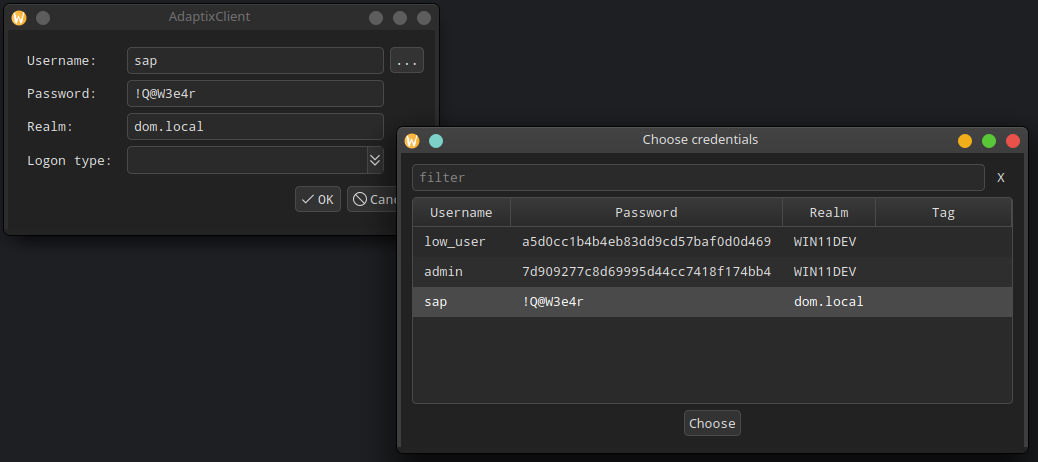 AdaptixClient
Username: sap ...
Password: !Q@W3e4r
Realm: dom.local
Logon type:
OK Canc
Choose credentials
filter X
Username Password Realm Tag
low_user a5d0cc1b4b4eb83dd9cd57baf0d0d469 WIN11DEV
admin 7d909277c8d69995d44cc7418f174bb4 WIN11DEV
sap !Q@W3e4r dom.local
Choose